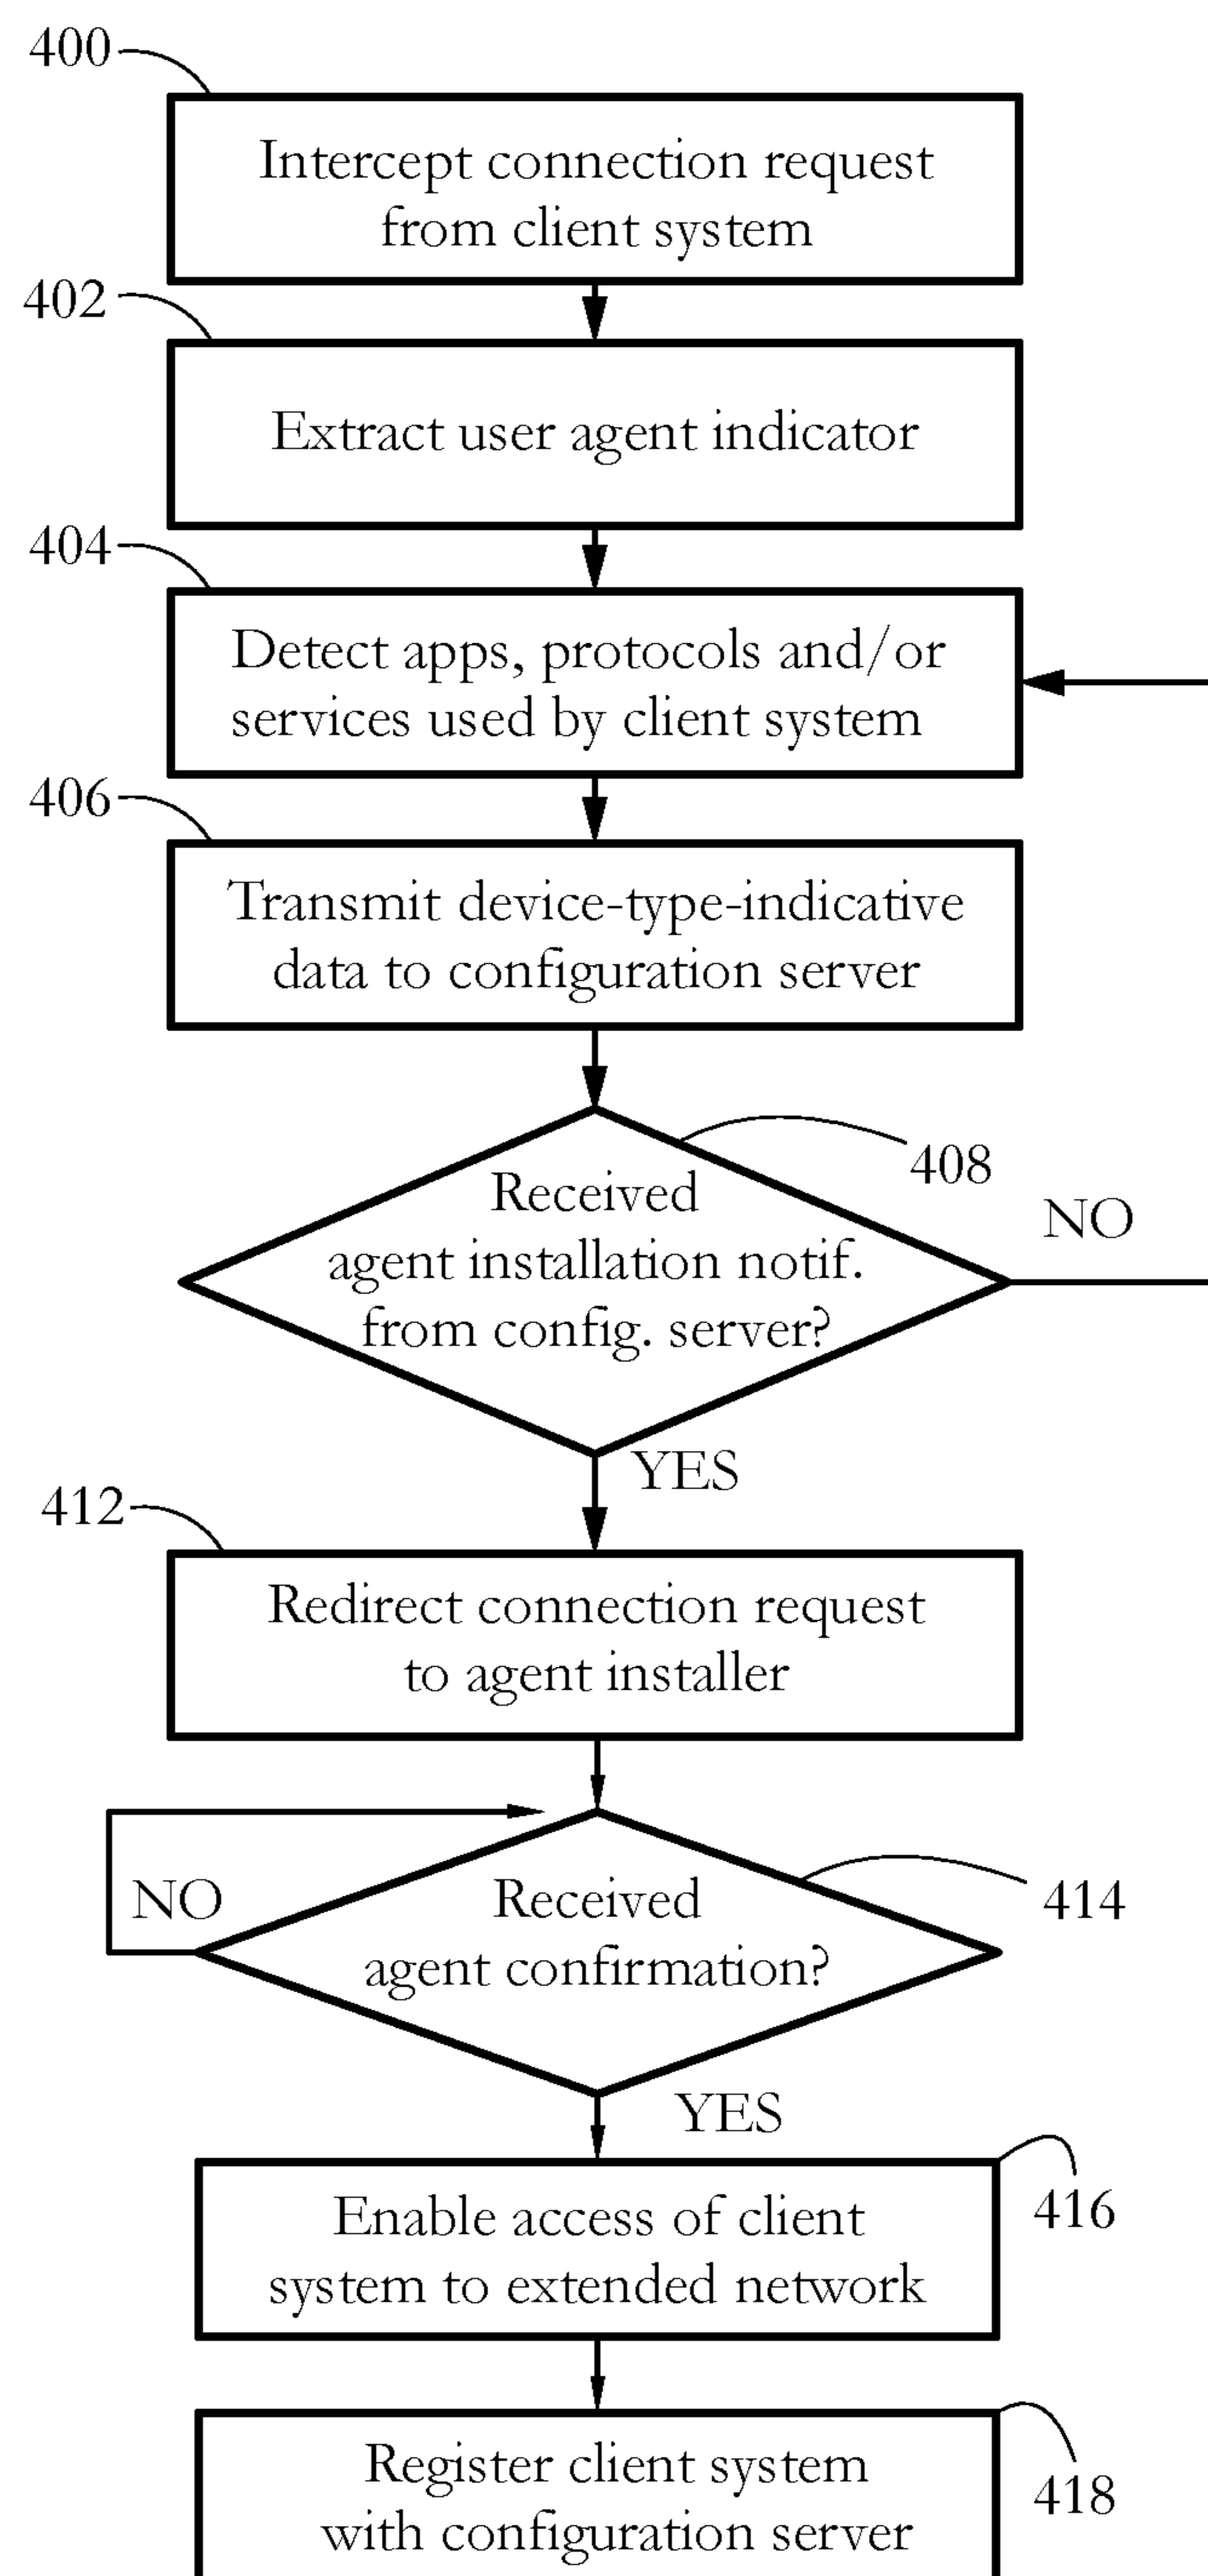 400
Intercept connection request
from client system
402
Extract user agent indicator
404
Detect apps, protocols and/or
services used by client system
406
Transmit device-type-indicative
data to configuration server
408
Received
agent installation notif.
from config. server?
NO
YES
412
Redirect connection request
to agent installer
NO
Received
agent confirmation?
414
YES
416
Enable access of client
system to extended network
418
Register client system
with configuration server